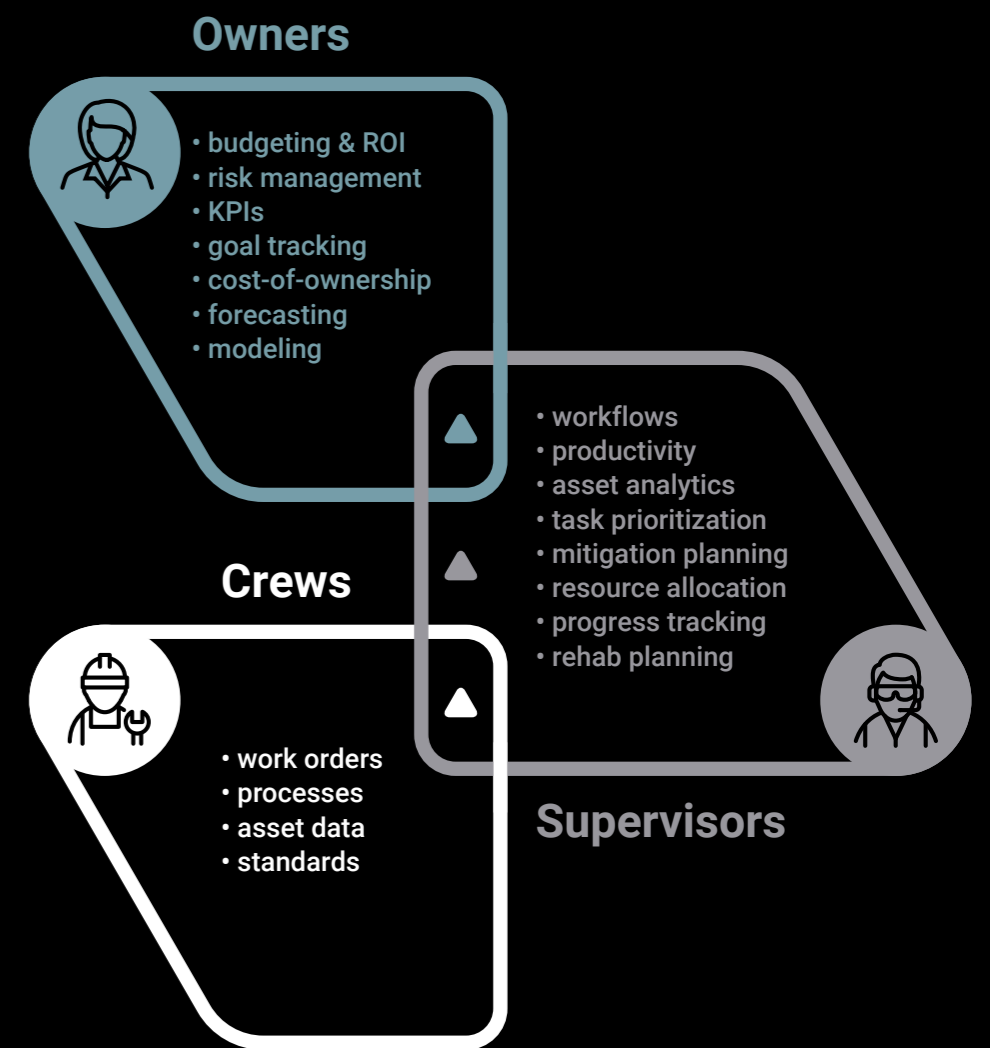 Owners
• budgeting & ROI
• risk management
• KPIs
• goal tracking
• cost-of-ownership
• forecasting
• modeling
• workflows
• productivity
• asset analytics
• task prioritization
• mitigation planning
• resource allocation
• progress tracking
• rehab planning
Supervisors
Crews
• work orders
• processes
• asset data
• standards